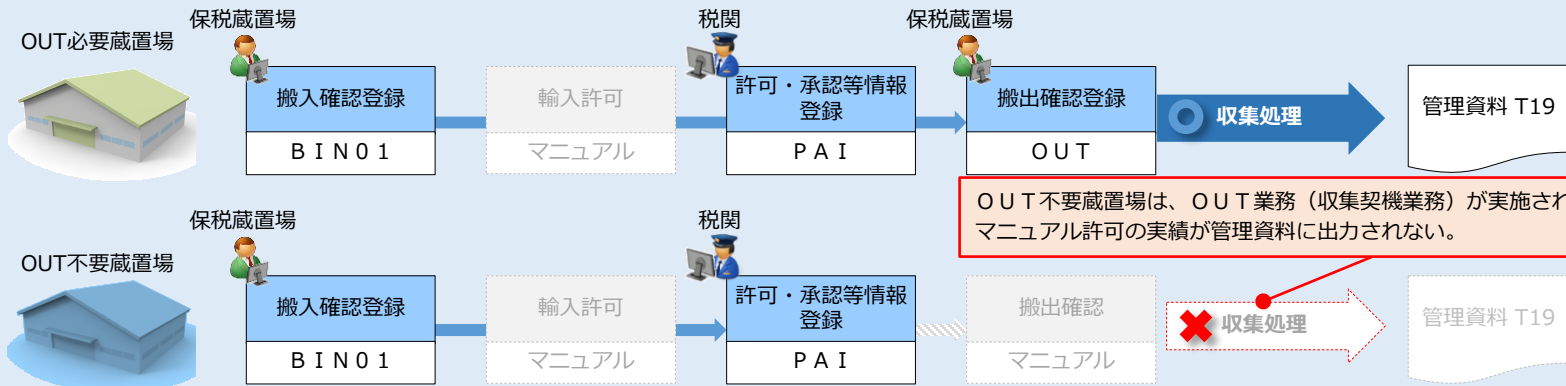 保税蔵置場
税関
保税蔵置場
OUT必要蔵置場
搬入確認登録
ＢＩＮ０１
輸入許可
マニュアル
許可・承認等情報
登録
ＰＡＩ
搬出確認登録
ＯＵＴ
収集処理
管理資料 T19
ＯＵＴ不要蔵置場は、ＯＵＴ業務（収集契機業務）が実施され
マニュアル許可の実績が管理資料に出力されない。
保税蔵置場
税関
OUT不要蔵置場
搬入確認登録
ＢＩＮ０１
輸入許可
マニュアル
許可・承認等情報
登録
ＰＡＩ
搬出確認
マニュアル
収集処理
管理資料 T19